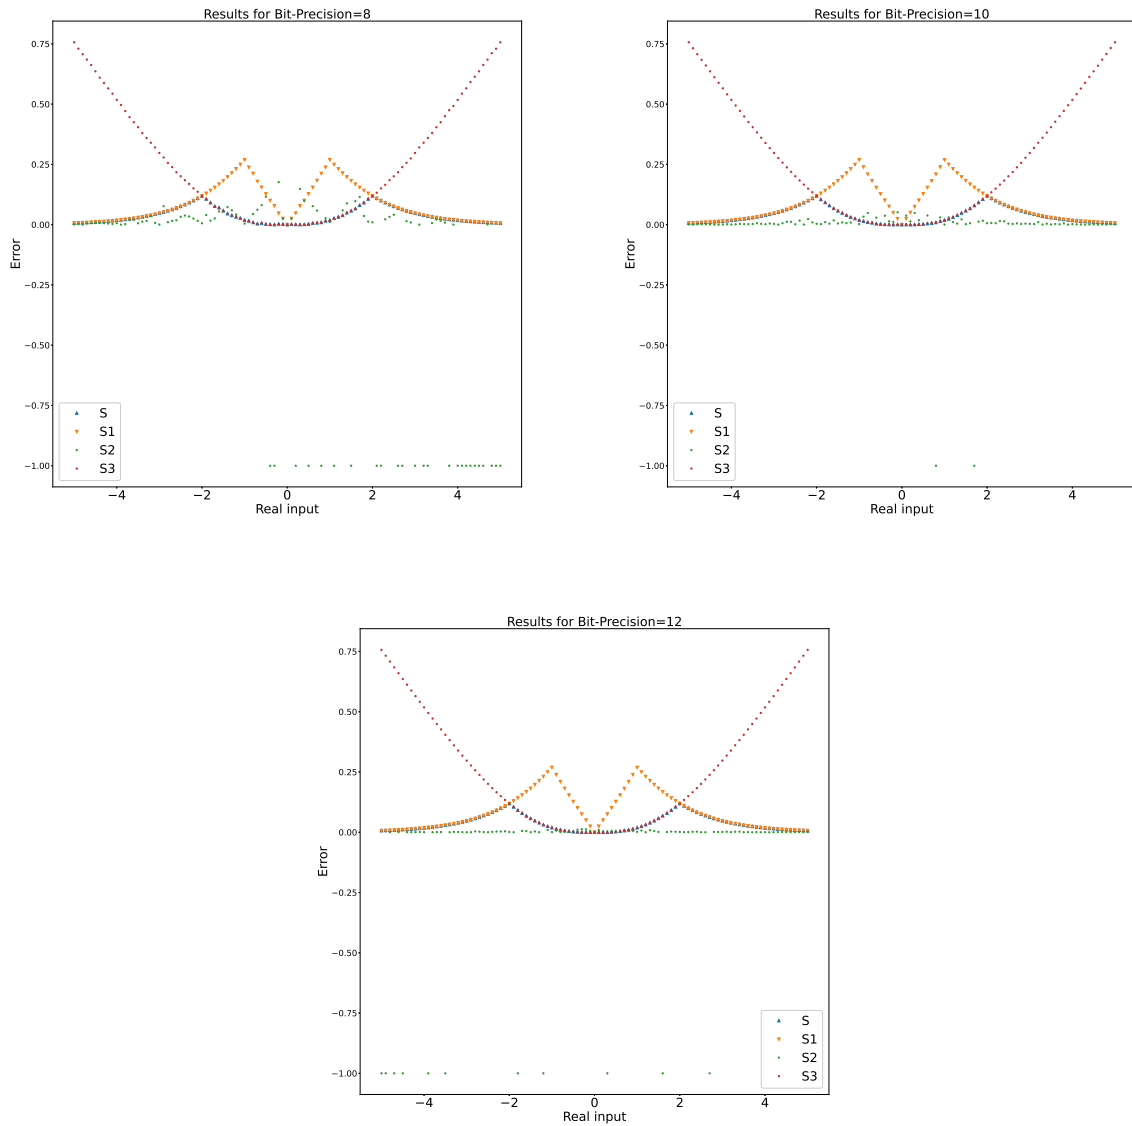 Results for Bit-Precision=8
0.75
0.50
0.25
0.00
−0.25
−0.50
−0.75
−1.00
Error
S
S1
S2
S3
−4 −2 0 2 4
Real input
Results for Bit-Precision=10
0.75
0.50
0.25
0.00
−0.25
−0.50
−0.75
−1.00
Error
S
S1
S2
S3
−4 −2 0 2 4
Real input
Results for Bit-Precision=12
0.75
0.50
0.25
0.00
−0.25
−0.50
−0.75
−1.00
Error
S
S1
S2
S3
−4 −2 0 2 4
Real input